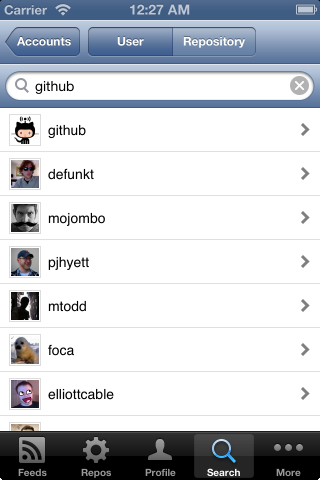 Carrier 12:27 AM
Accounts User Repository
github
github
defunkt
mojombo
pjhyett
mtodd
foca
elliottcable
Feeds Repos Profile Search More